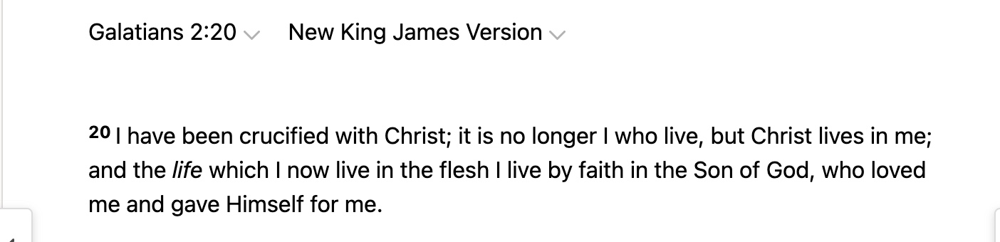 Galatians 2:20 New King James Version
20 I have been crucified with Christ; it is no longer I who live, but Christ lives in me;
and the life which I now live in the flesh I live by faith in the Son of God, who loved
me and gave Himself for me.